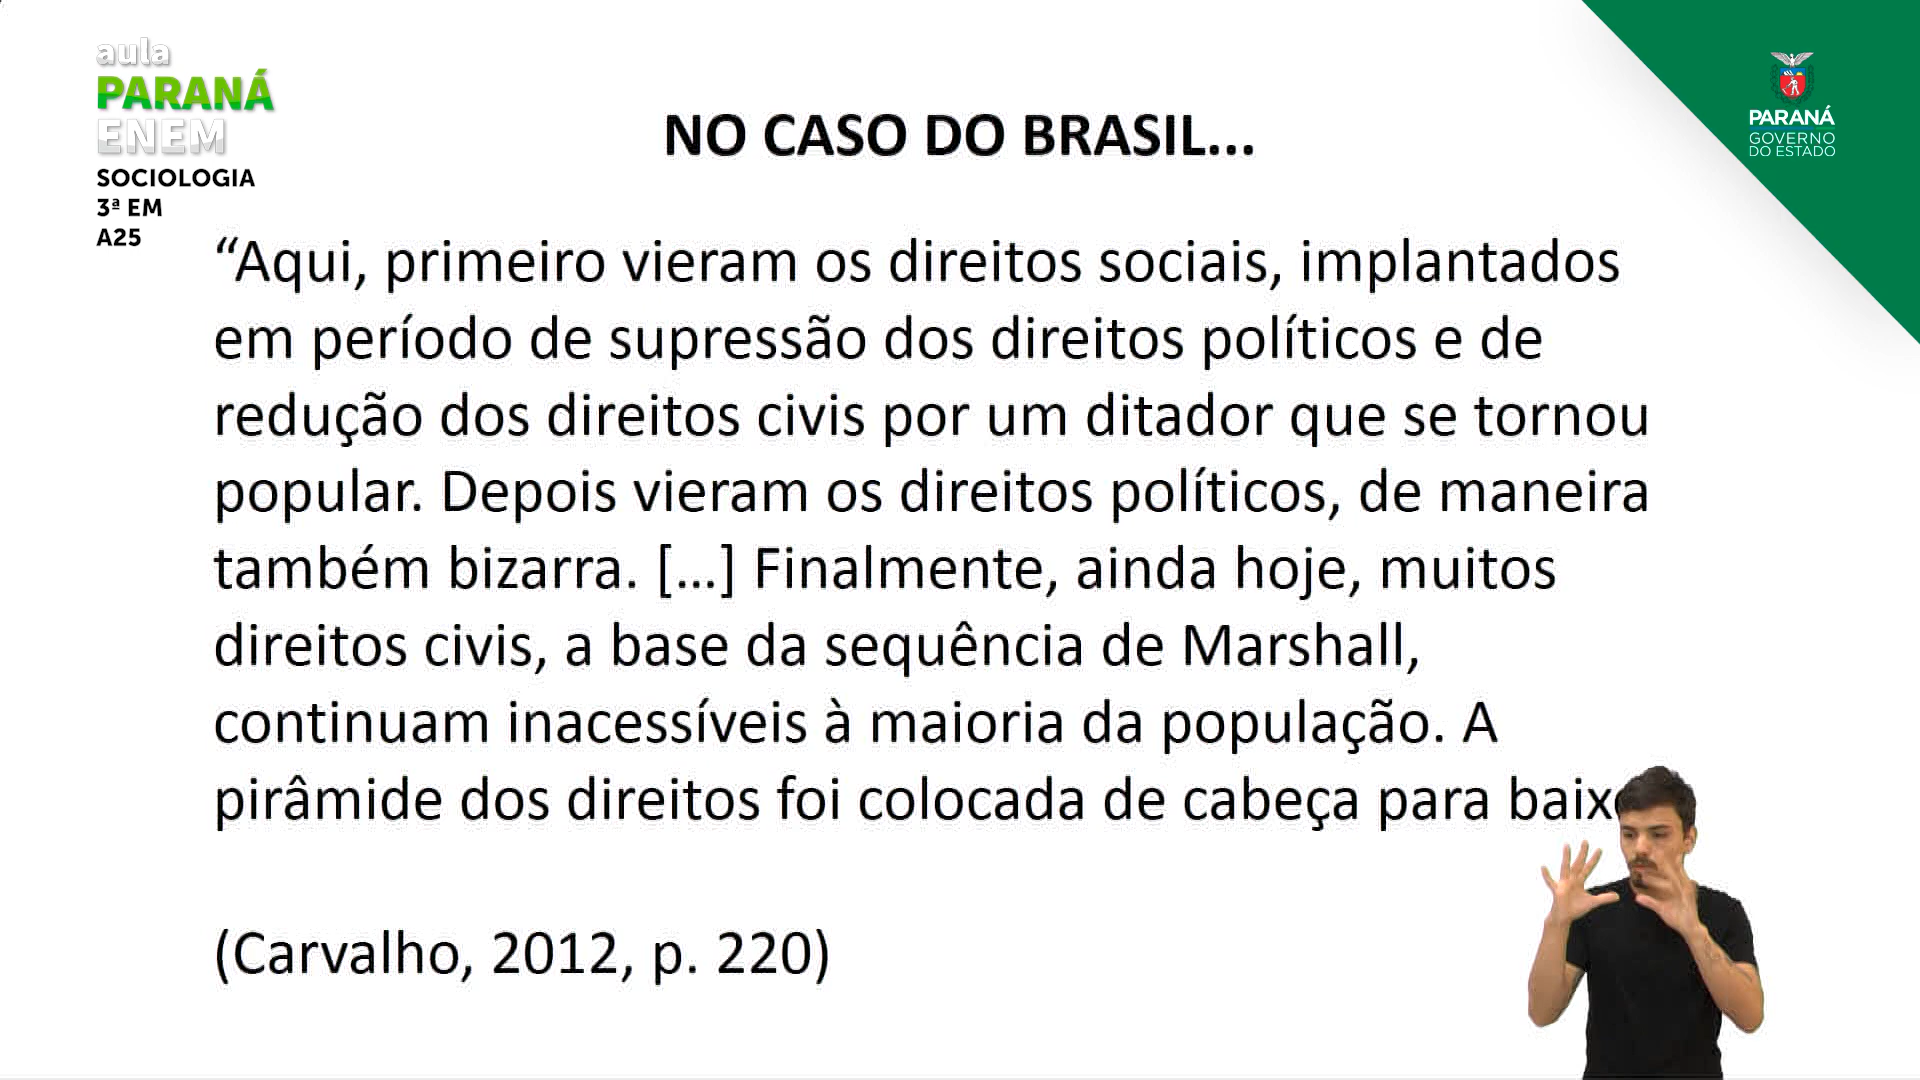 aula
PARANÁ
ENEM
SOCIOLOGIA
3ª EM
A25
PARANÁ
GOVERNO
DO ESTADO
NO CASO DO BRASIL...
“Aqui, primeiro vieram os direitos sociais, implantados
em período de supressão dos direitos políticos e de
redução dos direitos civis por um ditador que se tornou
popular. Depois vieram os direitos políticos, de maneira
também bizarra. [...] Finalmente, ainda hoje, muitos
direitos civis, a base da sequência de Marshall,
continuam inacessíveis à maioria da população. A
pirâmide dos direitos foi colocada de cabeça para
(Carvalho, 2012, p. 220)